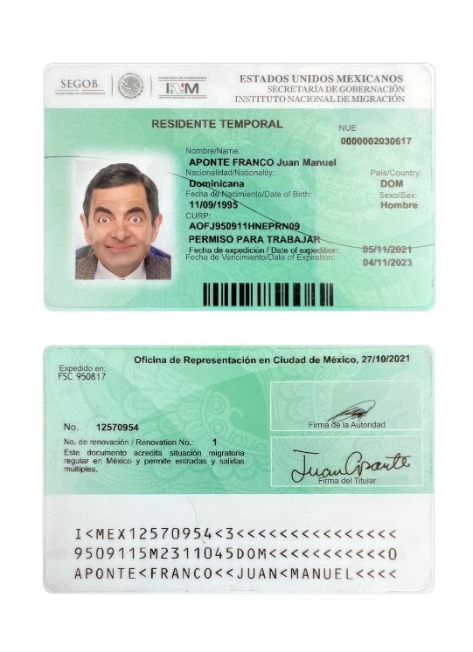 SEGOB
ESTADOS UNIDOS MEXICANOS
SECRETARÍA DE GOBERNACIÓN
INM
INSTITUTO NACIONAL DE MIGRACIÓN
RESIDENTE TEMPORAL
NUE
0000002030617
Nombre/Name:
APONTE FRANCO Juan Manuel
Nacionalidad/Nationality:
País/Country:
Dominicana
DOM
Fecha de Nacimiento/Date of Birth:
Sexo/Sex:
11/09/1995
Hombre
CURP:
AOFJ950911HNEPRN09
PERMISO PARA TRABAJAR
Fecha de expedición / Date of expedition:
05/11/2021
Fecha de Vencimiento/Date of Expiration:
04/11/2023
Oficina de Representación en Ciudad de México, 27/10/2021
Expedido en:
FSC 950817
No. 12570954
Firma de la Autoridad
No. de renovación / Renovation No.: 1
Este documento acredita situación migratoria
regular en México y permite entradas y salidas
múltiples.
Juan Aponte
Firma del Titular
I<MEX12570954<3<<<<<<<<<<<<<<<
9509115M2311045DOM<<<<<<<<<<<0
APONTE<FRANCO<<JUAN<MANUEL<<<<